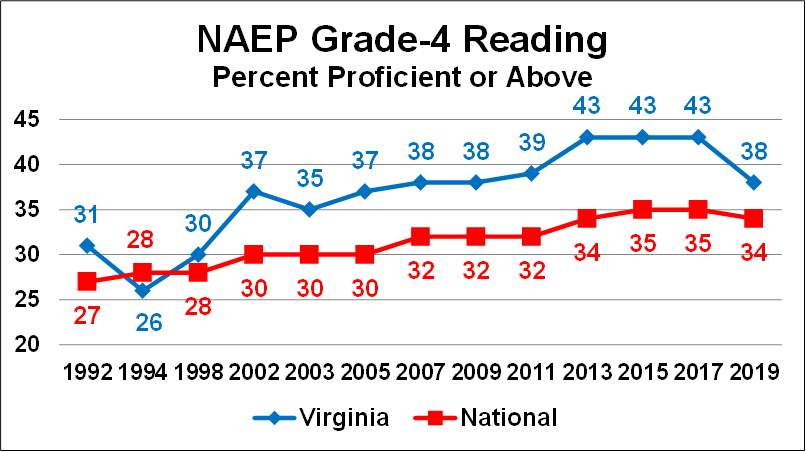 NAEP Grade-4 Reading
Percent Proficient or Above
45
40
35
30
25
20
31 26 30 37 35 37 38 38 39 43 43 43 38
27 28 28 30 30 30 32 32 32 34 35 35 34
1992 1994 1998 2002 2003 2005 2007 2009 2011 2013 2015 2017 2019
Virginia National